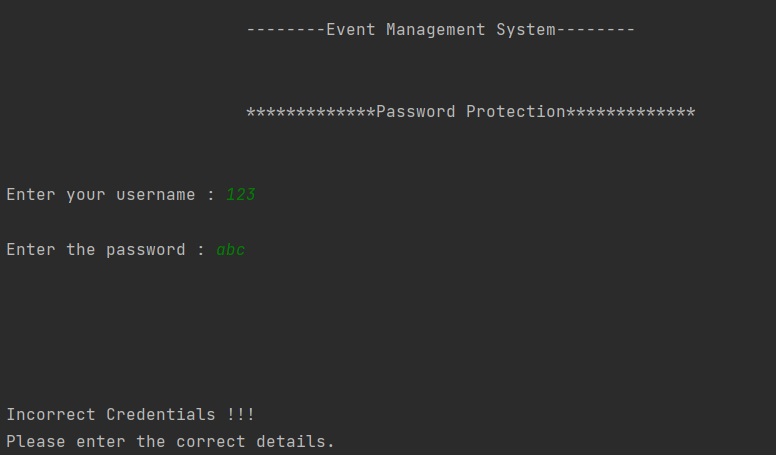 --------Event Management System--------
*************Password Protection*************
Enter your username : 123
Enter the password : abc
Incorrect Credentials !!!
Please enter the correct details.